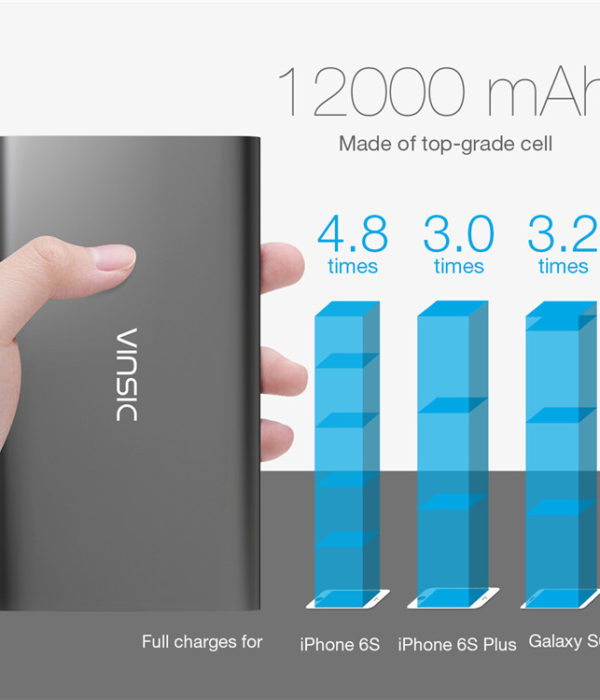 12000 mAh
Made of top-grade cell
4.8
times
3.0
times
3.2
times
VINSIC
Full charges for
iPhone 6S
iPhone 6S Plus
Galaxy